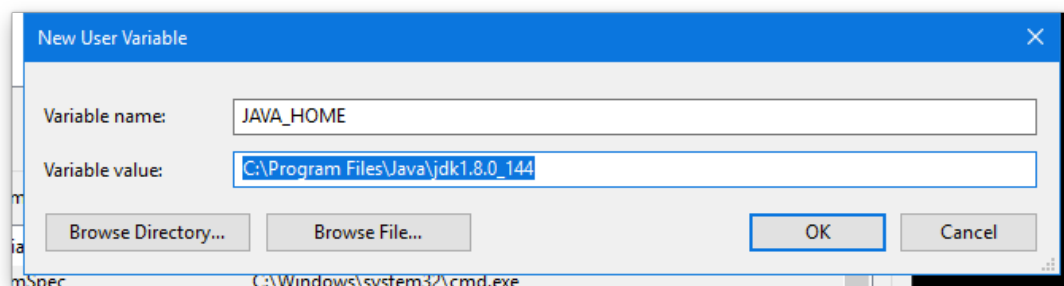 New User Variable
Variable name: JAVA_HOME
Variable value: C:\Program Files\Java\jdk1.8.0_144
Browse Directory... Browse File... OK Cancel
C:\Windows\system32\cmd.exe